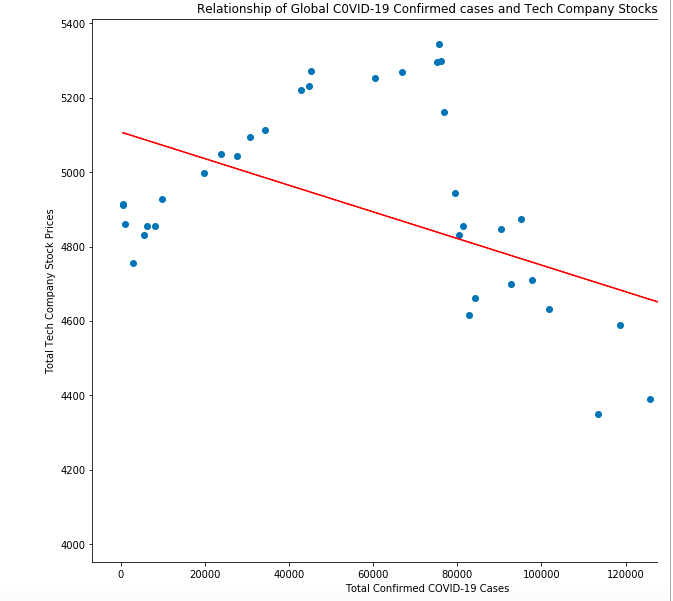 Relationship of Global C0VID-19 Confirmed cases and Tech Company Stocks
5400
5200
5000
4800
4600
4400
4200
4000
Total Tech Company Stock Prices
0 20000 40000 60000 80000 100000 120000
Total Confirmed COVID-19 Cases